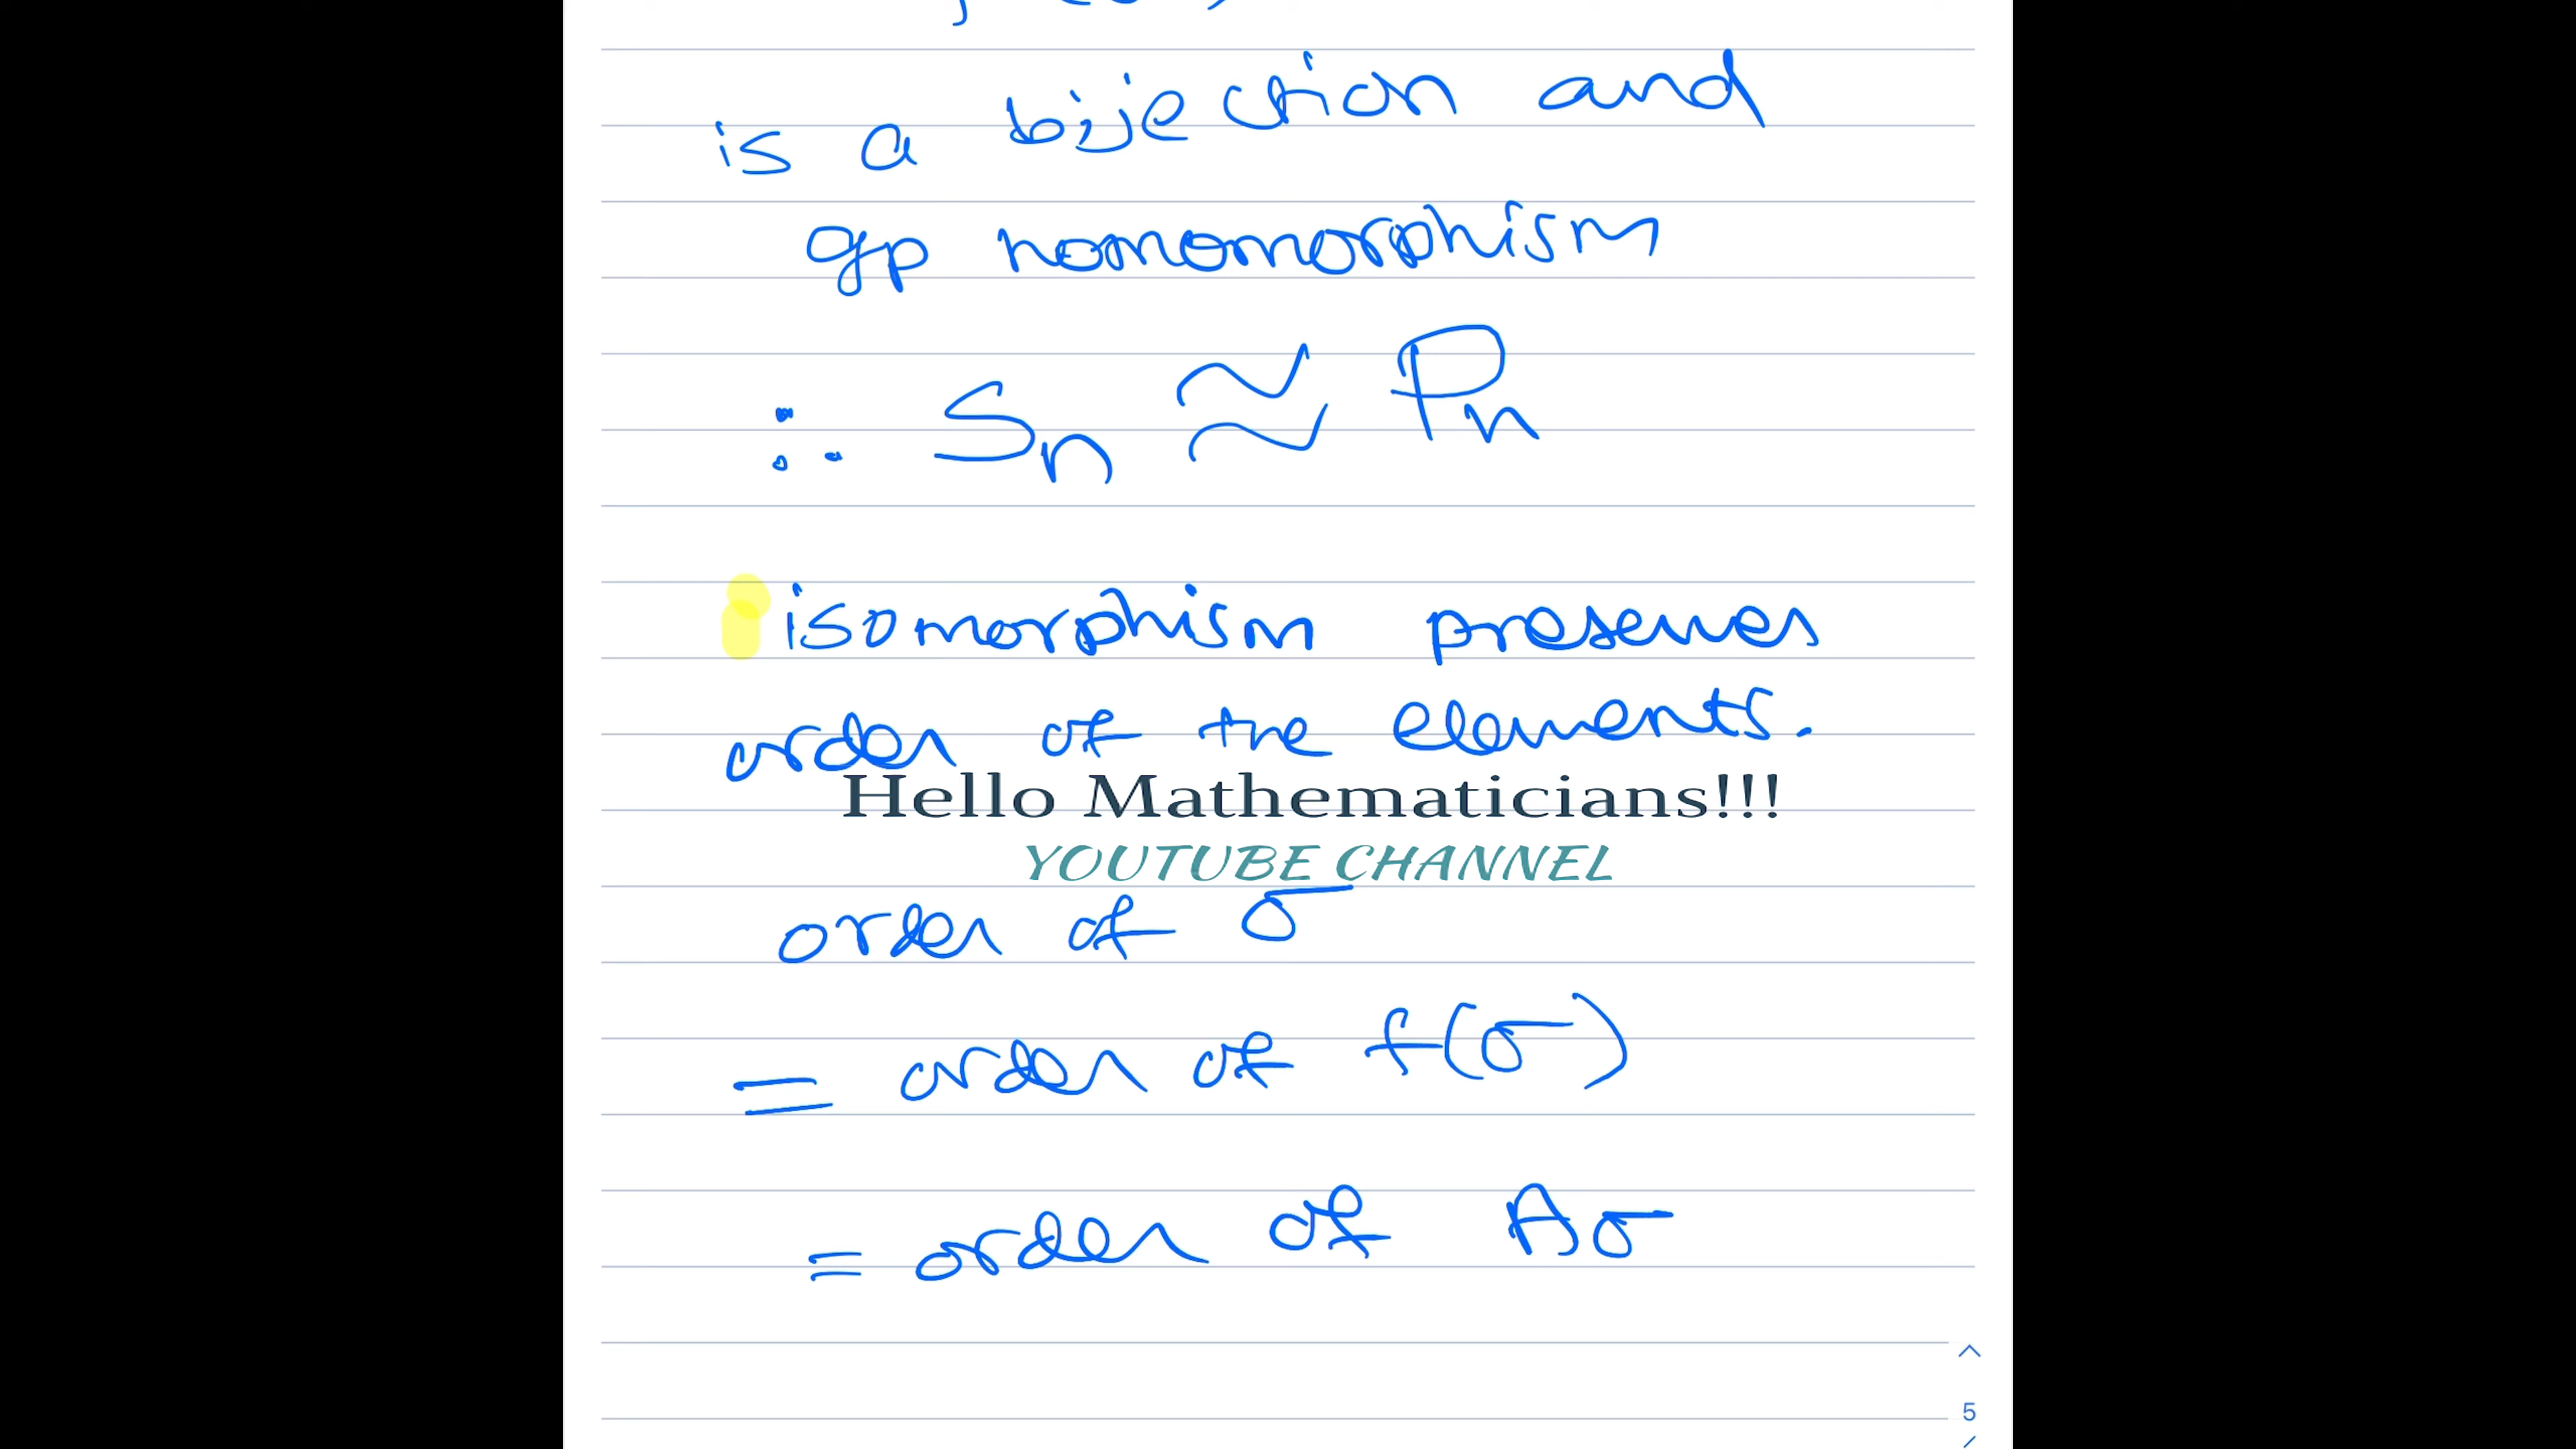 is a bijection and
gp homomorphism
∴ Sn ≅ Pn
isomorphism preserves
order of the elements.
Hello Mathematicians!!!
YOUTUBE CHANNEL
order of σ
= order of f(σ)
= order of Aσ
5